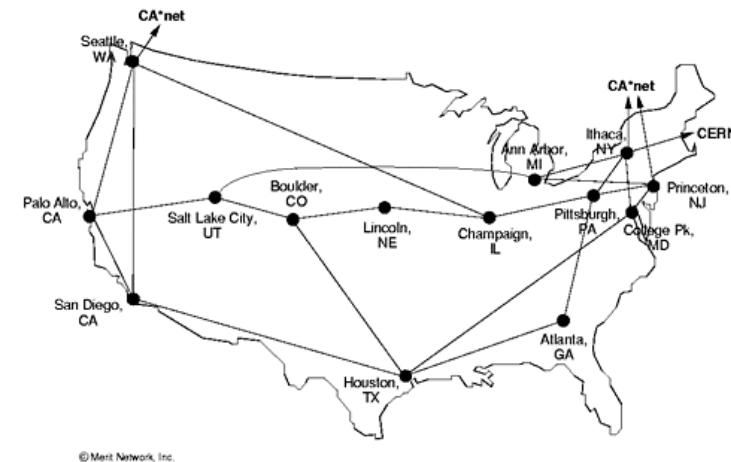 CA*net
Seattle,
WA
CA*net
CERN
Ithaca,
NY
Ann Arbor,
MI
Princeton,
NJ
Boulder,
CO
Palo Alto,
CA
Salt Lake City,
UT
Lincoln,
NE
Champaign,
IL
Pittsburgh,
PA
College Pk,
MD
San Diego,
CA
Atlanta,
GA
Houston,
TX
© Merit Network, Inc.